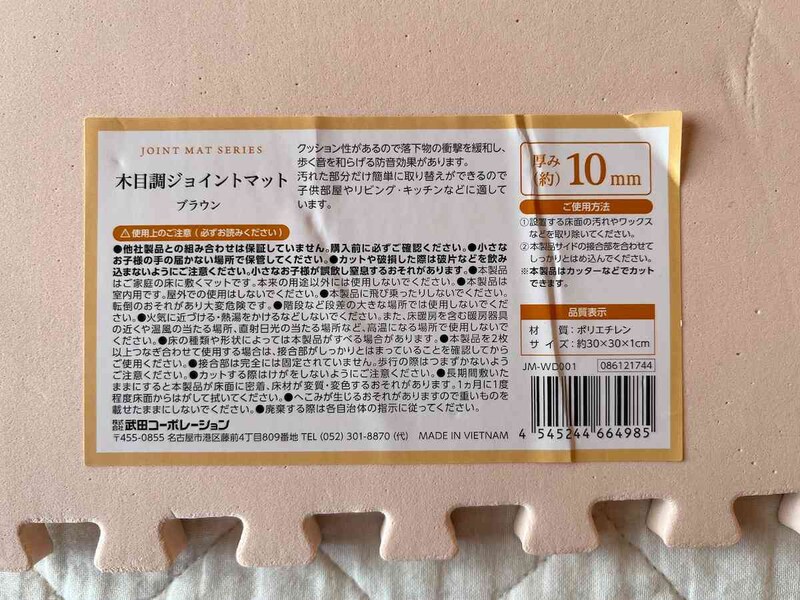 JOINT MAT SERIES
木目調ジョイントマット
ブラウン
クッション性があるので落下物の衝撃を緩和し、
歩く音を和らげる防音効果があります。
汚れた部分だけ簡単に取り替えができるので
子供部屋やリビング・キッチンなどに適して
います。
⚠使用上のご注意(必ずお読みください)
●他社製品との組み合わせは保証していません。購入前に必ずご確認ください。●小さな
お子様の手の届かない場所で保管してください。●カットや破損した際は破片などを飲み
込まないようにご注意ください。小さなお子様が誤飲し窒息するおそれがあります。●本製品
はご家庭の床に敷くマットです。本来の用途以外には使用しないでください。●本製品は
室内用です。屋外での使用はしないでください。●本製品に飛び乗ったりしないでください。
転倒のおそれがあり大変危険です。●階段など段差の大きな場所では使用しないでくだ
さい。●火気に近づける・熱湯をかけるなどしないでください。また、床暖房を含む暖房器具
の近くや温風の当たる場所、直射日光の当たる場所など、高温になる場所で使用しないで
ください。●床の種類や形状によっては本製品がすべる場合があります。●本製品を2枚
以上つなぎ合わせて使用する場合は、接合部がしっかりとはまっていることを確認してからご
使用ください。●接合部は完全には固定されていません。歩行の際はつまずかないように
ご注意ください。●カットする際はけがをしないようにご注意ください。●長期間敷いた
ままにすると本製品が床面に密着、床材が変質・変色するおそれがあります。1ヵ月に1度
程度床面からはがして拭いてください。●へこみが生じるおそれがありますので重いものを
載せたままにしないでください。●廃棄する際は各自治体の指示に従ってください。
株式会社 武田コーポレーション
〒455-0855 名古屋市港区藤前4丁目809番地 TEL (052) 301-8870 (代) MADE IN VIETNAM
厚み
(約) 10mm
ご使用方法
①設置する床面の汚れやワックス
などを取り除いてください。
②本製品サイドの接合部を合わせて
しっかりとはめ込んでください。
※本製品はカッターなどでカット
できます。
品質表示
材 質:ポリエチレン
サイズ:約30×30×1cm
JM-WD001 086121744
4 545244 664985